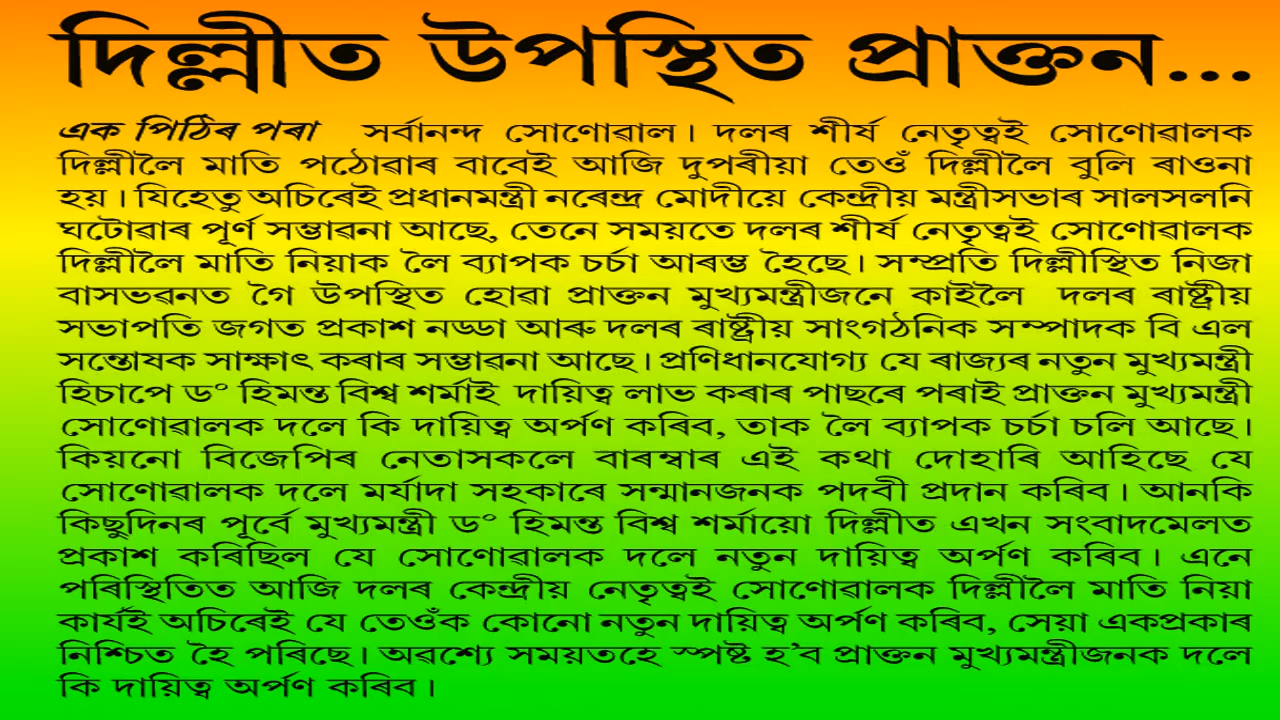 দিল্লীত উপস্থিত প্ৰাক্তন...
এক পিঠিৰ পৰা সৰ্বানন্দ সোণোৱাল। দলৰ শীৰ্ষ নেতৃত্বই সোণোৱালক
দিল্লীলৈ মাতি পঠোৱাৰ বাবেই আজি দুপৰীয়া তেওঁ দিল্লীলৈ বুলি ৰাওনা
হয়। যিহেতু অচিৰেই প্ৰধানমন্ত্ৰী নৰেন্দ্ৰ মোদীয়ে কেন্দ্ৰীয় মন্ত্ৰীসভাৰ সালসলনি
ঘটোৱাৰ পূৰ্ণ সম্ভাৱনা আছে, তেনে সময়তে দলৰ শীৰ্ষ নেতৃত্বই সোণোৱালক
দিল্লীলৈ মাতি নিয়াক লৈ ব্যাপক চৰ্চা আৰম্ভ হৈছে। সম্প্ৰতি দিল্লীস্থিত নিজা
বাসভৱনত গৈ উপস্থিত হোৱা প্ৰাক্তন মুখ্যমন্ত্ৰীজনে কাইলৈ দলৰ ৰাষ্ট্ৰীয়
সভাপতি জগত প্ৰকাশ নড্ডা আৰু দলৰ ৰাষ্ট্ৰীয় সাংগঠনিক সম্পাদক বি এল
সন্তোষক সাক্ষাৎ কৰাৰ সম্ভাৱনা আছে। প্ৰণিধানযোগ্য যে ৰাজ্যৰ নতুন মুখ্যমন্ত্ৰী
হিচাপে ড° হিমন্ত বিশ্ব শৰ্মাই দায়িত্ব লাভ কৰাৰ পাছৰে পৰাই প্ৰাক্তন মুখ্যমন্ত্ৰী
সোণোৱালক দলে কি দায়িত্ব অৰ্পণ কৰিব, তাক লৈ ব্যাপক চৰ্চা চলি আছে।
কিয়নো বিজেপিৰ নেতাসকলে বাৰম্বাৰ এই কথা দোহাৰি আহিছে যে
সোণোৱালক দলে মৰ্যাদা সহকাৰে সন্মানজনক পদবী প্ৰদান কৰিব। আনকি
কিছুদিনৰ পূৰ্বে মুখ্যমন্ত্ৰী ড° হিমন্ত বিশ্ব শৰ্মায়ো দিল্লীত এখন সংবাদমেলত
প্ৰকাশ কৰিছিল যে সোণোৱালক দলে নতুন দায়িত্ব অৰ্পণ কৰিব। এনে
পৰিস্থিতিত আজি দলৰ কেন্দ্ৰীয় নেতৃত্বই সোণোৱালক দিল্লীলৈ মাতি নিয়া
কাৰ্যই অচিৰেই যে তেওঁক কোনো নতুন দায়িত্ব অৰ্পণ কৰিব, সেয়া একপ্ৰকাৰ
নিশ্চিত হৈ পৰিছে। অৱশ্যে সময়তহে স্পষ্ট হ’ব প্ৰাক্তন মুখ্যমন্ত্ৰীজনক দলে
কি দায়িত্ব অৰ্পণ কৰিব।